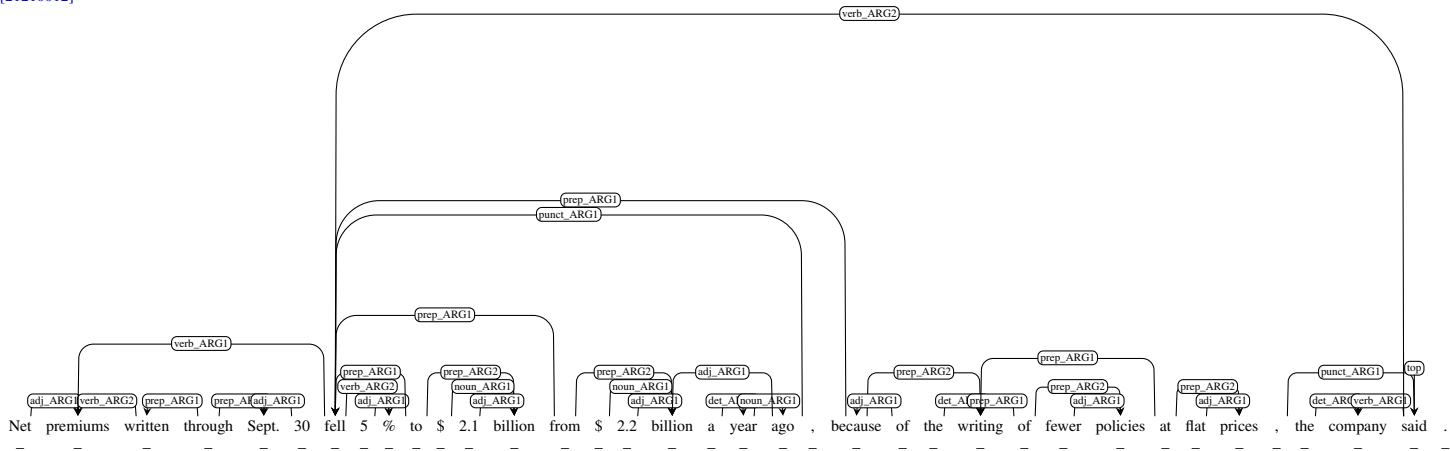 verb_ARG2
prep_ARG1
punct_ARG1
prep_ARG1
verb_ARG1
prep_ARG1
top
prep_ARG1 prep_ARG2 prep_ARG2 adj_ARG1 prep_ARG2 punct_ARG1
verb_ARG2 noun_ARG1 noun_ARG1 prep_ARG2 prep_ARG2
adj_ARG1 verb_ARG2 prep_ARG1 adj_ARG1 adj_ARG1 adj_ARG1 adj_ARG1 noun_ARG1 adj_ARG1 prep_ARG1 adj_ARG1 adj_ARG1 verb_ARG1
Net premiums written through Sept. 30 fell 5 % to $ 2.1 billion from $ 2.2 billion a year ago , because of the writing of fewer policies at flat prices , the company said .